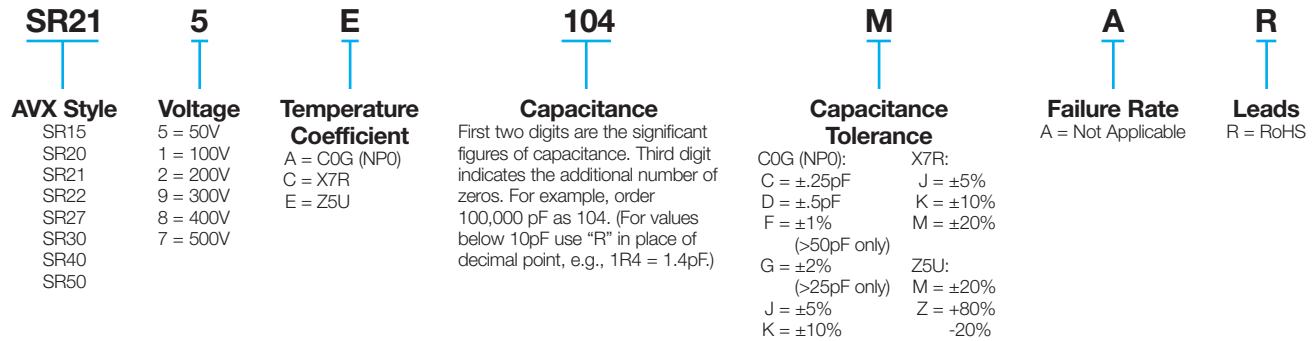 SR21 5 E 104 M A R
AVX Style
SR15
SR20
SR21
SR22
SR27
SR30
SR40
SR50
Voltage
5 = 50V
1 = 100V
2 = 200V
9 = 300V
8 = 400V
7 = 500V
Temperature
Coefficient
A = C0G (NP0)
C = X7R
E = Z5U
Capacitance
First two digits are the significant
figures of capacitance. Third digit
indicates the additional number of
zeros. For example, order
100,000 pF as 104. (For values
below 10pF use “R” in place of
decimal point, e.g., 1R4 = 1.4pF.)
Capacitance
Tolerance
C0G (NP0):
C = ±.25pF
D = ±.5pF
F = ±1%
(>50pF only)
G = ±2%
(>25pF only)
J = ±5%
K = ±10%
X7R:
J = ±5%
K = ±10%
M = ±20%
Z5U:
M = ±20%
Z = +80%
-20%
Failure Rate
A = Not Applicable
Leads
R = RoHS